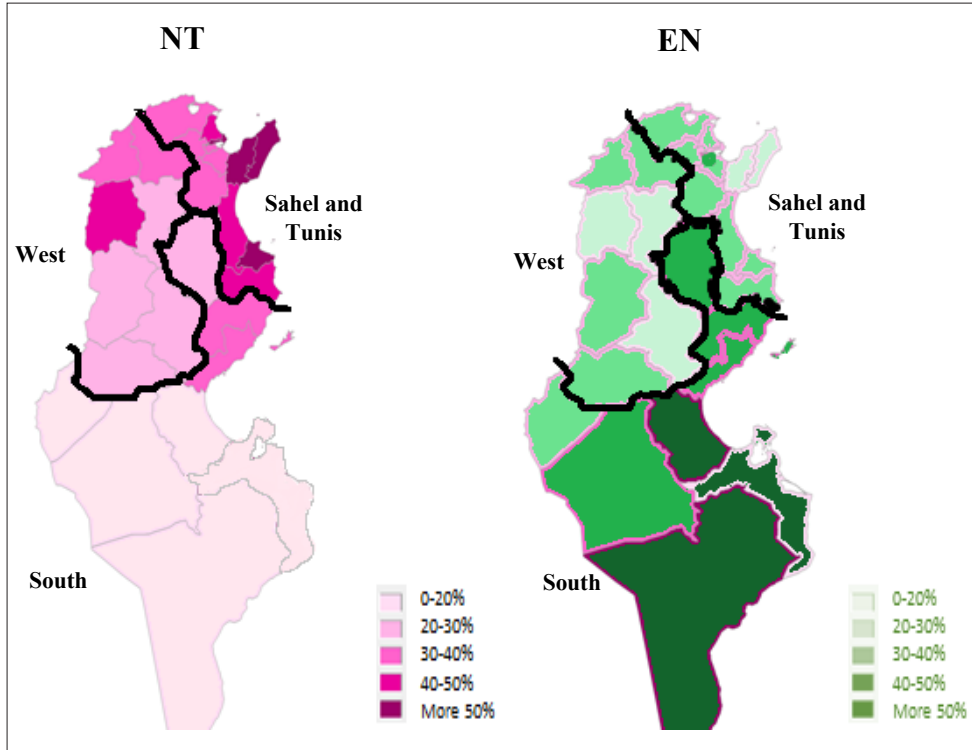 NT
EN
Sahel and
Tunis
West
South
0-20%
20-30%
30-40%
40-50%
More 50%
Sahel and
Tunis
West
South
0-20%
20-30%
30-40%
40-50%
More 50%